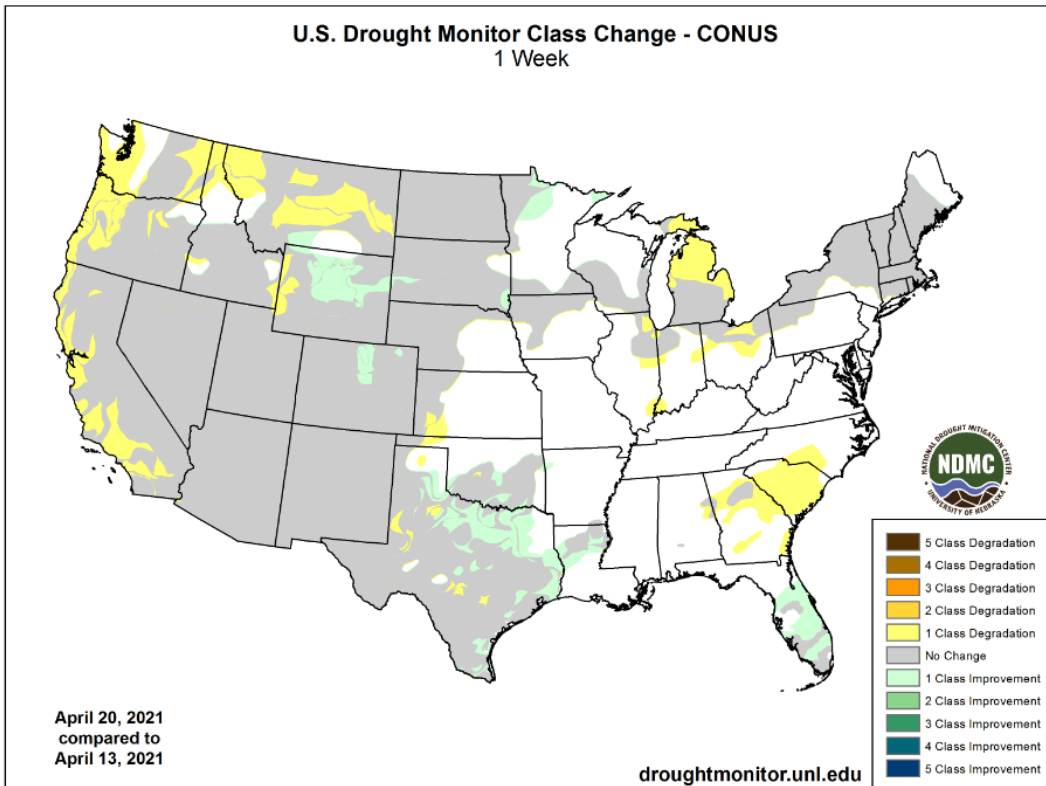 U.S. Drought Monitor Class Change - CONUS
1 Week
NATIONAL DROUGHT MITIGATION CENTER
NDMC
UNIVERSITY OF NEBRASKA
5 Class Degradation
4 Class Degradation
3 Class Degradation
2 Class Degradation
1 Class Degradation
No Change
1 Class Improvement
2 Class Improvement
3 Class Improvement
4 Class Improvement
5 Class Improvement
April 20, 2021
compared to
April 13, 2021
droughtmonitor.unl.edu